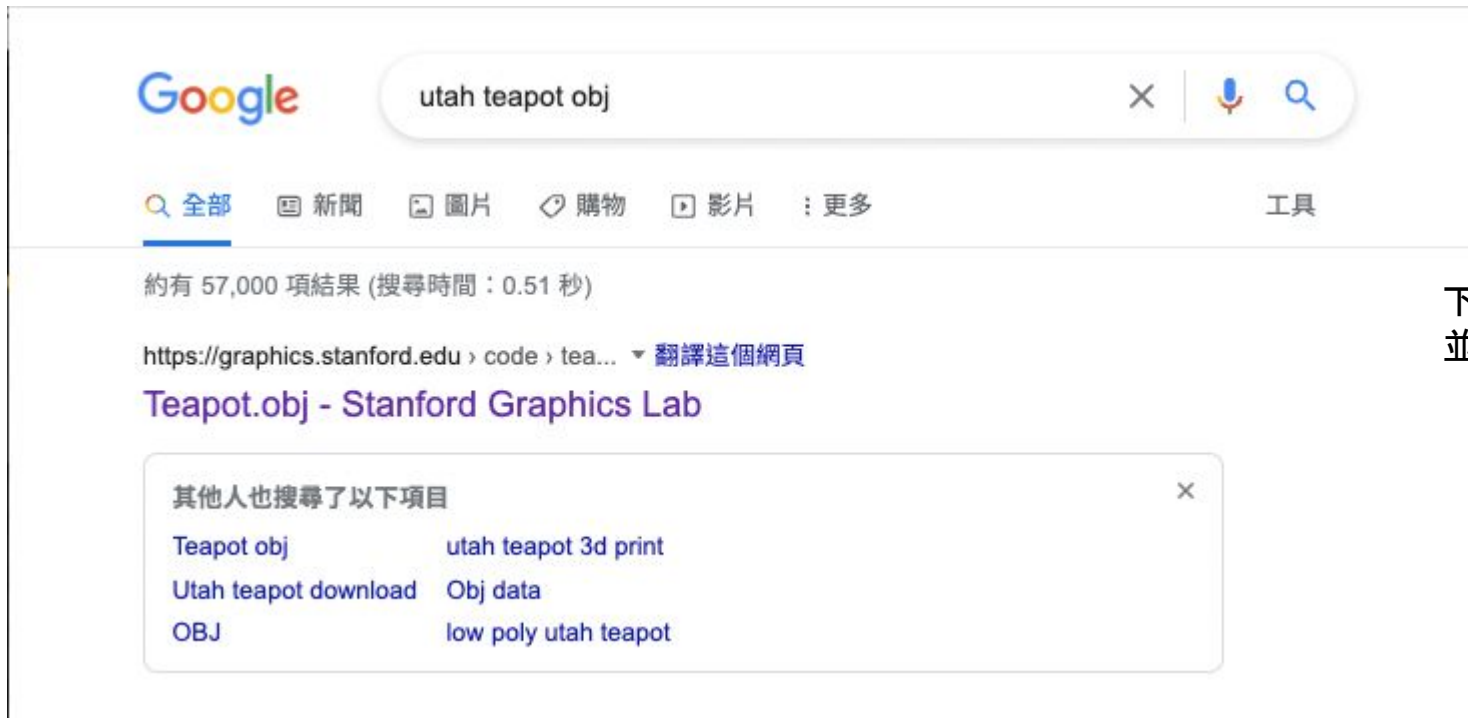 Google
utah teapot obj
全部 新聞 圖片 購物 影片 更多 工具
約有 57,000 項結果 (搜尋時間：0.51 秒)
https://graphics.stanford.edu › code › tea... 翻譯這個網頁
Teapot.obj - Stanford Graphics Lab
其他人也搜尋了以下項目
Teapot obj utah teapot 3d print
Utah teapot download Obj data
OBJ low poly utah teapot